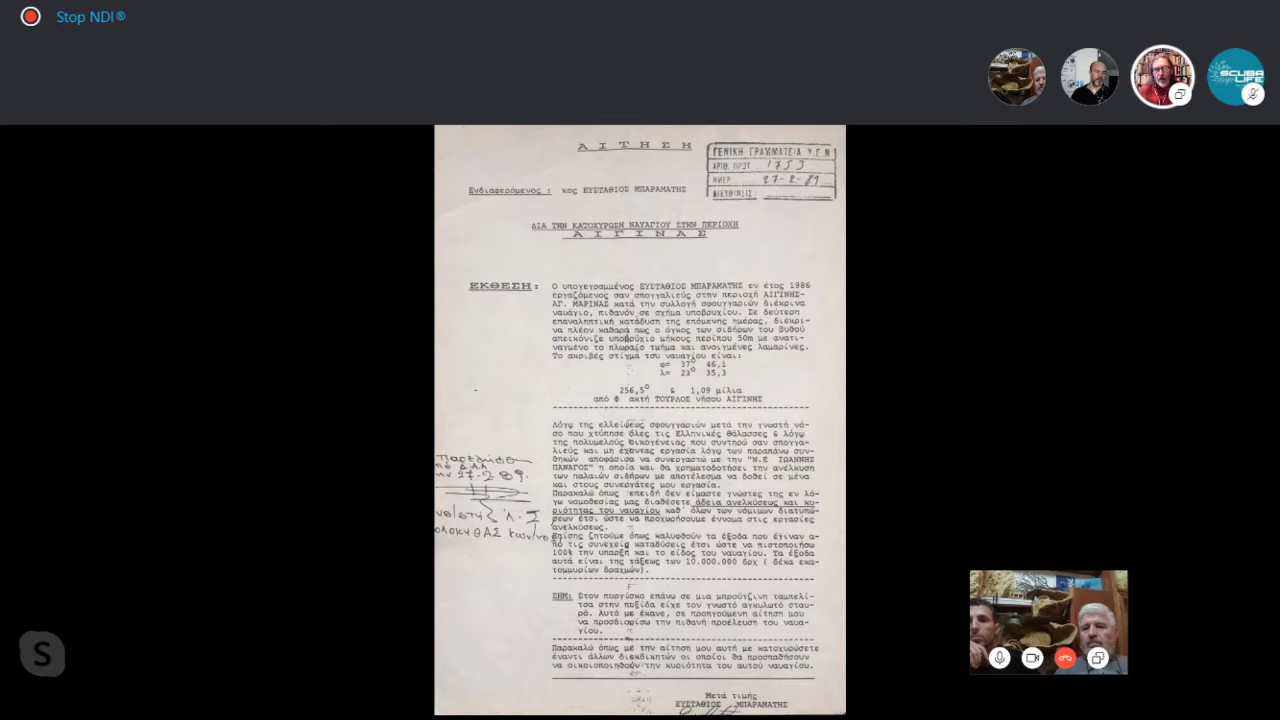 Stop NDI®
SCUBA
LIFE
Α Ι Τ Η Σ Η
ΓΕΝΙΚΗ ΓΡΑΜΜΑΤΕΙΑ Υ.Ε.Ν
ΑΡΙΘ. ΠΡΩΤ. 1753
ΗΜΕΡ. 27-2-89
ΔΙΕΥΘΥΝΣΙΣ:
Ενδιαφερόμενος : κος ΕΥΣΤΑΘΙΟΣ ΜΠΑΡΑΜΑΤΗΣ
ΔΙΑ ΤΗΝ ΚΑΤΟΧΥΡΩΣΗ ΝΑΥΑΓΙΟΥ ΣΤΗΝ ΠΕΡΙΟΧΗ
Α Ι Γ Ι Ν Α Σ
ΕΚΘΕΣΗ: Ο υπογεγραμμένος ΕΥΣΤΑΘΙΟΣ ΜΠΑΡΑΜΑΤΗΣ εν έτος 1986
εργαζόμενος σαν σπογγαλιεύς στην περιοχή ΑΙΓΙΝΗΣ-
ΑΓ. ΜΑΡΙΝΑΣ κατά την συλλογή σφουγγαριών διέκρινα
ναυάγιο, πιθανόν σε σχήμα υποβρυχίου. Σε δεύτερη
επαναληπτική κατάδυση της επόμενης ημέρας, διέκρι-
να πλέον καθαρά πως ο όγκος των σιδήρων του βυθού
απεικόνιζε υποβρύχιο μήκους περίπου 50m με ανατι-
ναγμένο το πλωραίο τμήμα και ανοιγμένες λαμαρίνες.
Το ακριβές στίγμα του ναυαγίου είναι:
φ= 37° 46,1
λ= 23° 35,3
256,5° & 1,09 μίλια
από Φ ακτή ΤΟΥΡΛΟΣ νήσου ΑΙΓΙΝΗΣ
Λόγω της ελλείψεως σφουγγαριών μετά την γνωστή νό-
σο που χτύπησε όλες τις Ελληνικές θάλασσες & λόγω
της πολυμελούς οικογένειας που συντηρώ σαν σπογγα-
λιεύς και μη έχοντας εργασία λόγω των παραπάνω συν-
θηκών αποφάσισα να συνεργαστώ με την "Ν.Ε ΙΩΑΝΝΗΣ
ΠΑΝΑΓΟΣ" η οποία και θα χρηματοδοτήσει την ανέλκυση
των παλαιών σιδήρων με αποτέλεσμα να δοθεί σε μένα
και στους συνεργάτες μου εργασία.
Παρακαλώ όπως επειδή δεν είμαστε γνώστες της εν λό-
γω νομοθεσίας μας διαθέσετε άδεια ανελκύσεως και κυ-
ριότητας του ναυαγίου καθ' όλων των νόμιμων διατυπώ-
σεων έτσι ώστε να προχωρήσουμε έννομα στις εργασίες
ανελκύσεως.
Επίσης ζητούμε όπως καλυφθούν τα έξοδα που έγιναν α-
πό τις συνεχείς καταδύσεις έτσι ώστε να πιστοποιήσω
100% την ύπαρξη και το είδος του ναυαγίου. Τα έξοδα
αυτά είναι της τάξεως των 10.000.000 δρχ ( δέκα εκα-
τομμυρίων δραχμών).
27-2-89.
ΣΗΜ: Στον πυργύσκο επάνω σε μια μπρούτζινη ταμπελί-
τσα στην πυξίδα είχε τον γνωστό αγκυλωτό σταυ-
ρό. Αυτό με έκανε, σε προηγούμενη αίτηση μου
να προσδιορίσω την πιθανή προέλευση του ναυα-
γίου.
Παρακαλώ όπως με την αίτηση μου αυτή με κατοχυρώσετε
έναντι άλλων διεκδικητών οι οποίοι θα προσπαθήσουν
να οικοιοποιηθούν την κυριότητα του αυτού ναυαγίου.
Μετά τιμής
ΕΥΣΤΑΘΙΟΣ ΜΠΑΡΑΜΑΤΗΣ
S